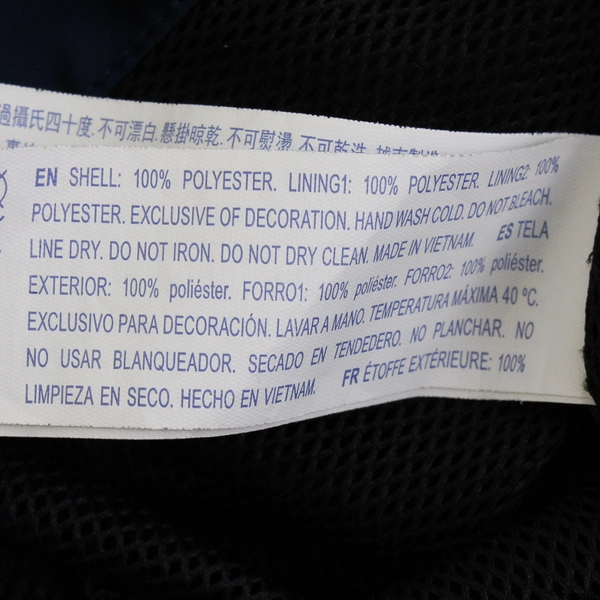 過攝氏四十度.不可漂白.懸掛晾乾.不可熨燙.不可乾洗.
EN SHELL: 100% POLYESTER. LINING1: 100% POLYESTER. LINING2: 100%
POLYESTER. EXCLUSIVE OF DECORATION. HAND WASH COLD. DO NOT BLEACH.
LINE DRY. DO NOT IRON. DO NOT DRY CLEAN. MADE IN VIETNAM. ES TELA
EXTERIOR: 100% poliéster. FORRO1: 100% poliéster. FORRO2: 100% poliéster.
EXCLUSIVO PARA DECORACIÓN. LAVAR A MANO. TEMPERATURA MÁXIMA 40 ºC.
NO USAR BLANQUEADOR. SECADO EN TENDEDERO. NO PLANCHAR. NO
LIMPIEZA EN SECO. HECHO EN VIETNAM. FR ÉTOFFE EXTÉRIEURE: 100%